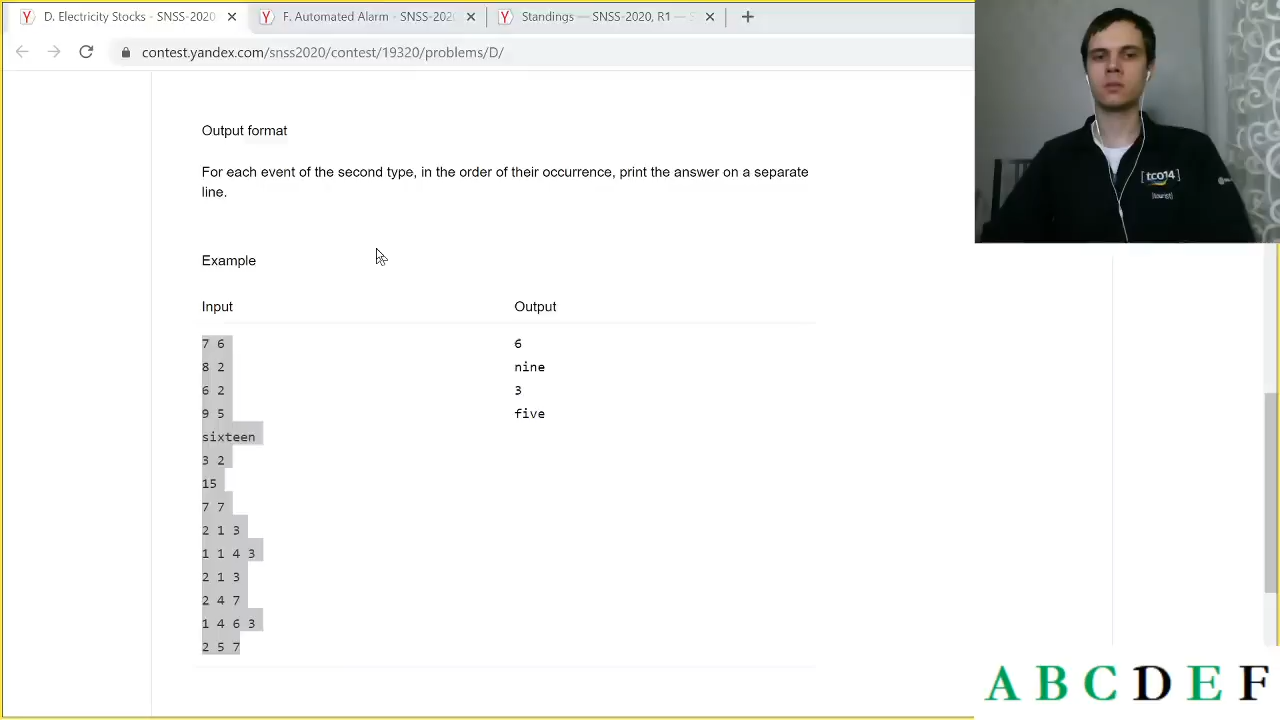 D. Electricity Stocks - SNSS-2020
F. Automated Alarm - SNSS-202
Standings — SNSS-2020, R1 —
contest.yandex.com/snss2020/contest/19320/problems/D/
Output format
For each event of the second type, in the order of their occurrence, print the answer on a separate
line.
Example
Input
Output
7 6
8 2
6 2
9 5
sixteen
3 2
15
7 7
2 1 3
1 1 4 3
2 1 3
2 4 7
1 4 6 3
2 5 7
6
nine
3
five
[tco14]
[tourist]
A B C D E F